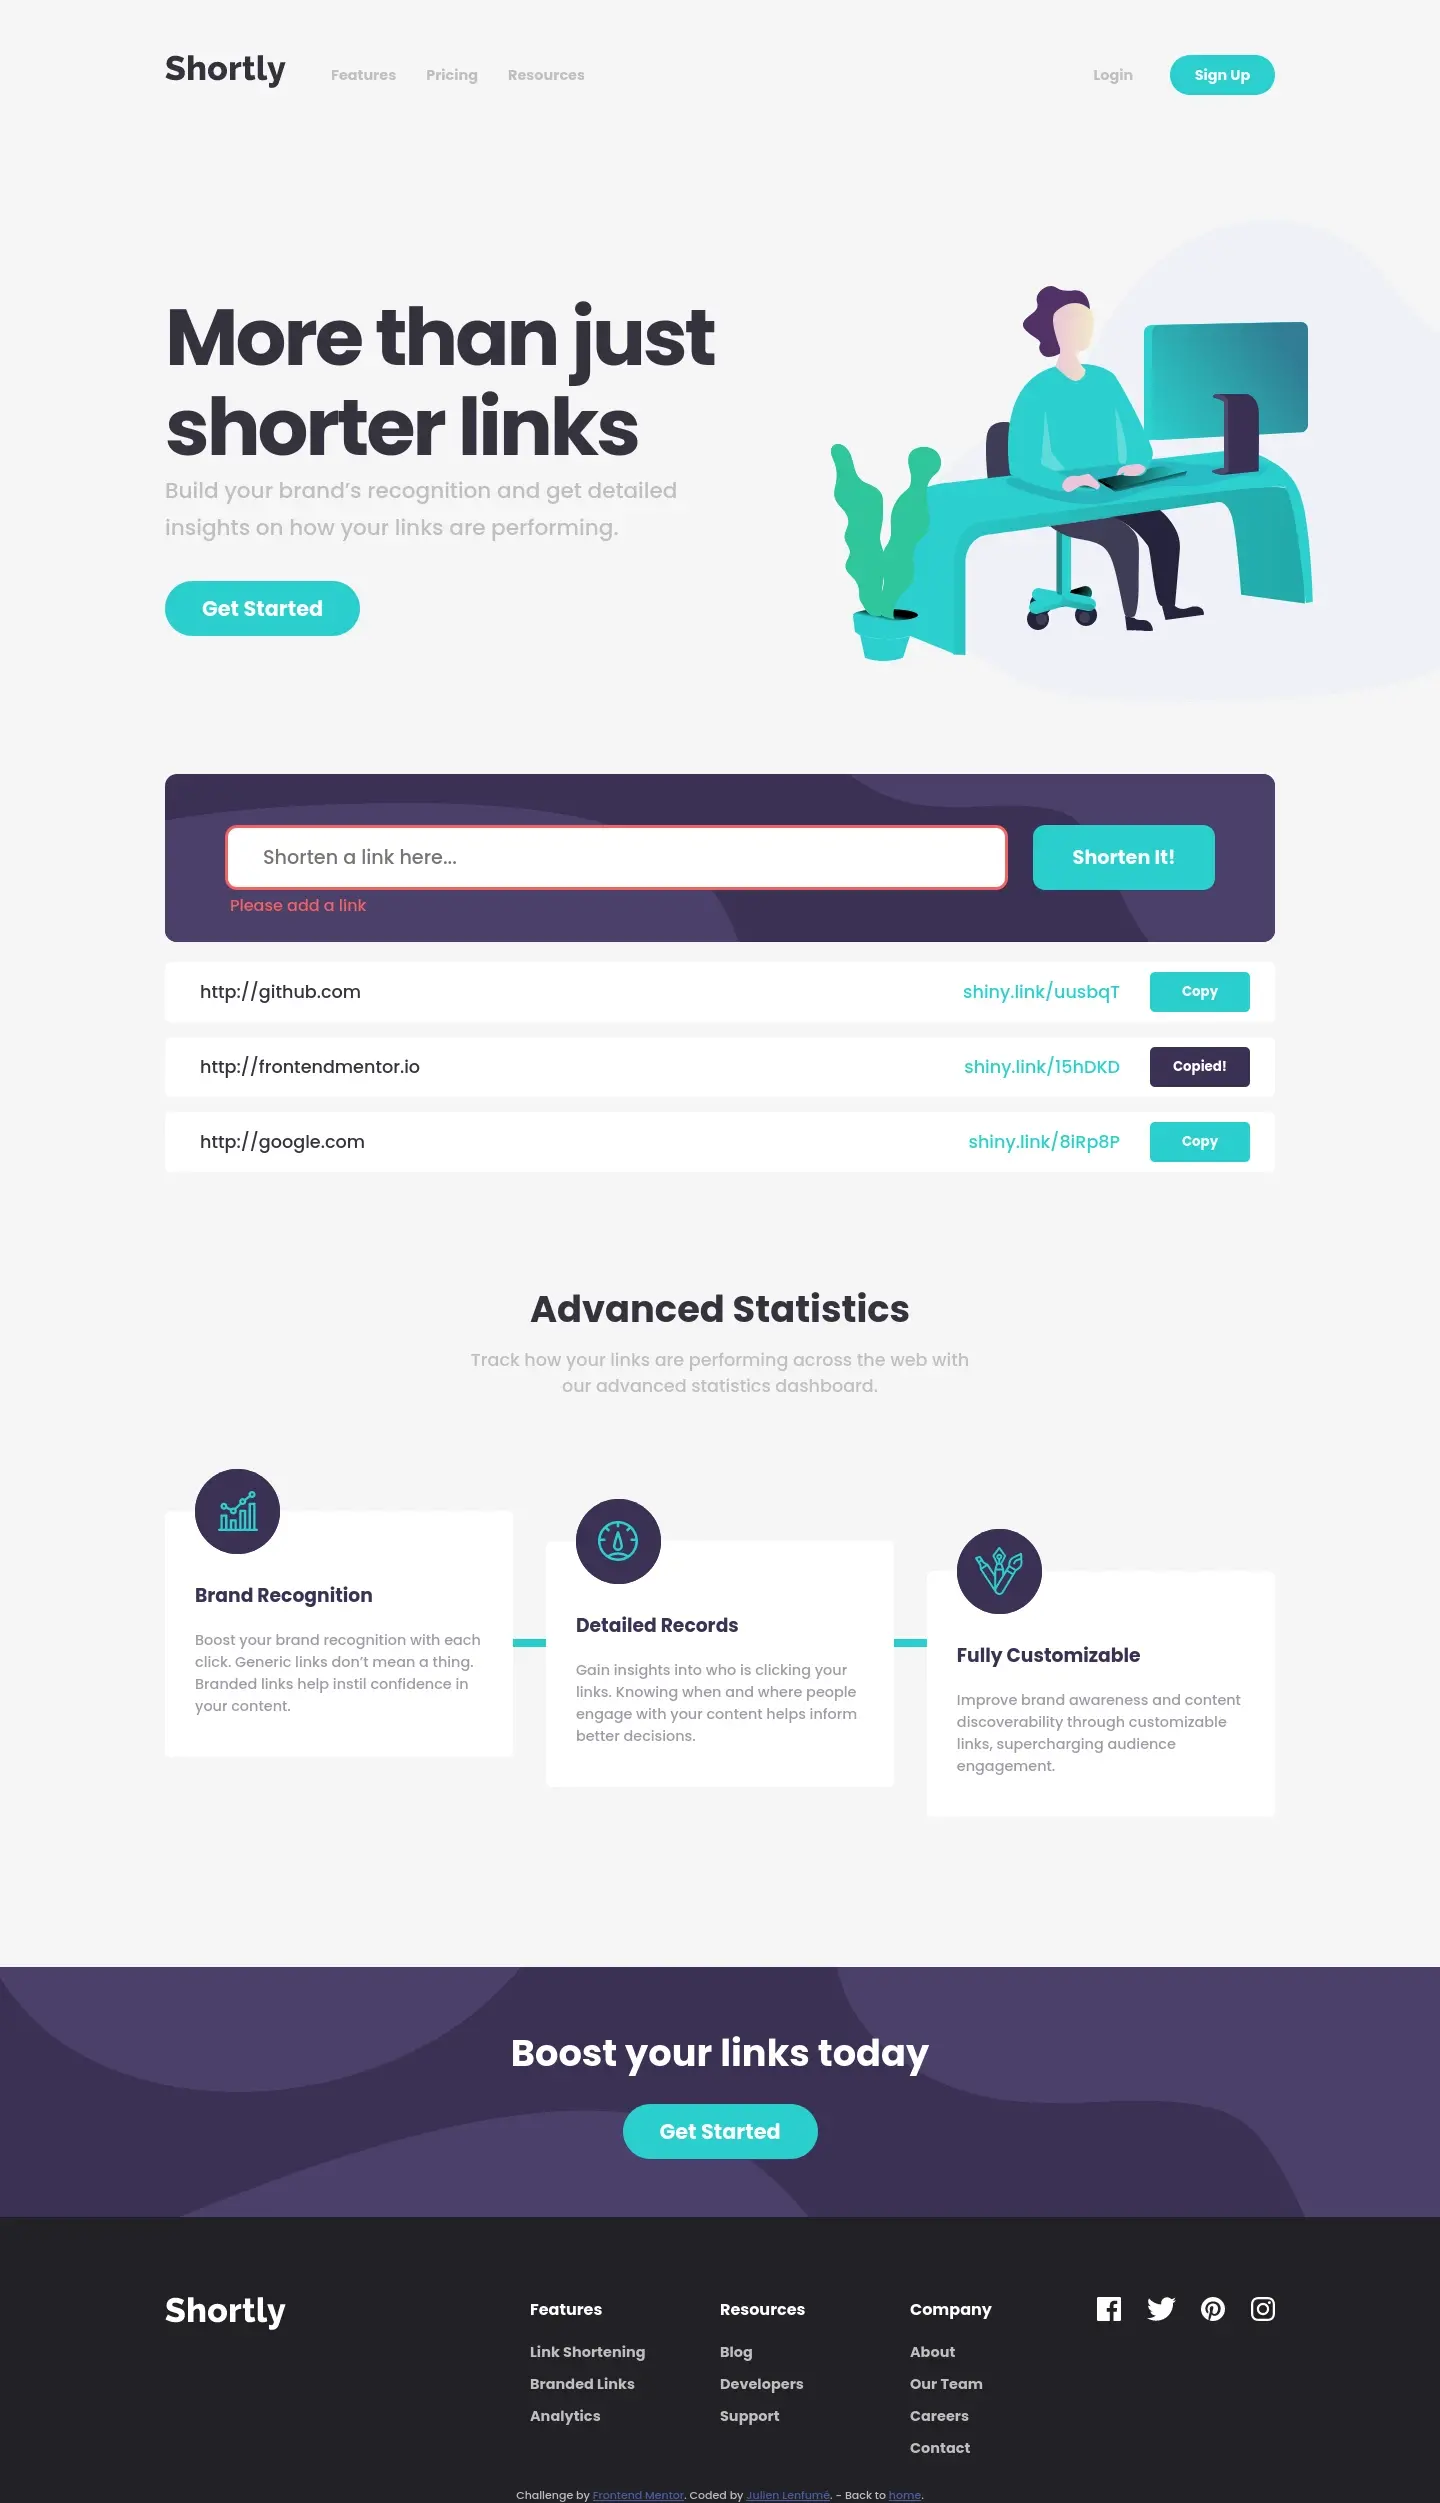 Shortly
Features
Pricing
Resources
Login
Sign Up
More than just
shorter links
Build your brand’s recognition and get detailed
insights on how your links are performing.
Get Started
Shorten a link here...
Shorten It!
Please add a link
http://github.com
shiny.link/uusbqT
Copy
http://frontendmentor.io
shiny.link/15hDKD
Copied!
http://google.com
shiny.link/8iRp8P
Copy
Advanced Statistics
Track how your links are performing across the web with
our advanced statistics dashboard.
Brand Recognition
Boost your brand recognition with each
click. Generic links don’t mean a thing.
Branded links help instil confidence in
your content.
Detailed Records
Gain insights into who is clicking your
links. Knowing when and where people
engage with your content helps inform
better decisions.
Fully Customizable
Improve brand awareness and content
discoverability through customizable
links, supercharging audience
engagement.
Boost your links today
Get Started
Shortly
Features
Link Shortening
Branded Links
Analytics
Resources
Blog
Developers
Support
Company
About
Our Team
Careers
Contact
Challenge by Frontend Mentor. Coded by Julien Lenfumé. - Back to home.